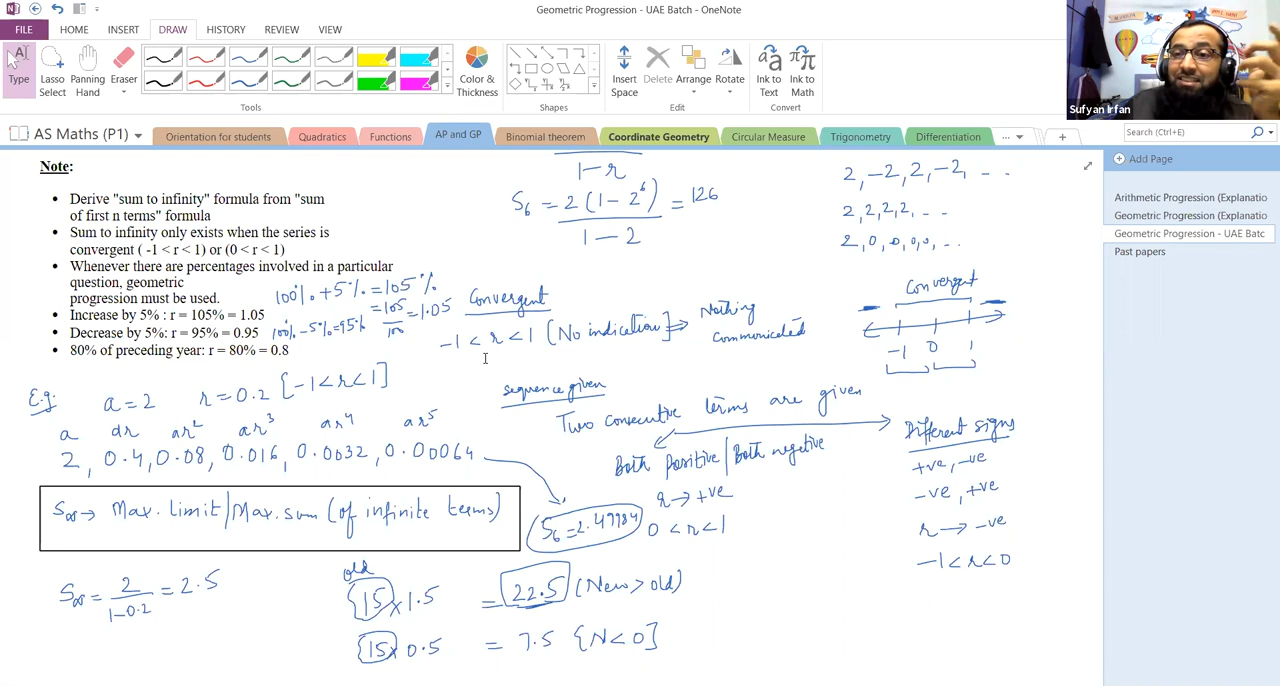 Geometric Progression - UAE Batch - OneNote
FILE HOME INSERT DRAW HISTORY REVIEW VIEW
Type
Lasso Select
Panning Hand
Eraser
Color & Thickness
Insert Space
Delete
Arrange
Rotate
Ink to Text
Ink to Math
Tools Shapes Edit Convert
Sufyan Irfan
AS Maths (P1) Orientation for students Quadratics Functions AP and GP Binomial theorem Coordinate Geometry Circular Measure Trigonometry Differentiation ... +
Search (Ctrl+E)
Add Page
Arithmetic Progression (Explanatio
Geometric Progression (Explanatio
Geometric Progression - UAE Batc
Past papers
Note:
• Derive "sum to infinity" formula from "sum
of first n terms" formula
• Sum to infinity only exists when the series is
convergent ( -1 < r < 1) or (0 < r < 1)
• Whenever there are percentages involved in a particular
question, geometric
progression must be used.
• Increase by 5% : r = 105% = 1.05
• Decrease by 5%: r = 95% = 0.95
• 80% of preceding year: r = 80% = 0.8
100% + 5% = 105%
= 105/100 = 1.05
100% - 5% = 95%
1 - r
S₆ = 2 (1 - 2⁶) / 1 - 2 = 126
2, -2, 2, -2, - - -
2, 2, 2, 2, - -
2, 0, 0, 0, 0, - -
Convergent
-1 < r < 1 [No indication] ⇒ Nothing
communicated
Convergent
-1 0 1
E.g: a = 2 r = 0.2 [-1 < r < 1]
a ar ar² ar³ ar⁴ ar⁵
2, 0.4, 0.08, 0.016, 0.0032, 0.00064
sequence given
Two consecutive terms are given
Both positive / Both negative
r → +ve
0 < r < 1
Different signs
+ve, -ve
-ve, +ve
r → -ve
-1 < r < 0
S∞ → Max. limit/Max. sum (of infinite terms)
S₆ = 2.49984
S∞ = 2 / 1-0.2 = 2.5
old
15 × 1.5 = 22.5 (New > old)
15 × 0.5 = 7.5 {N < O]